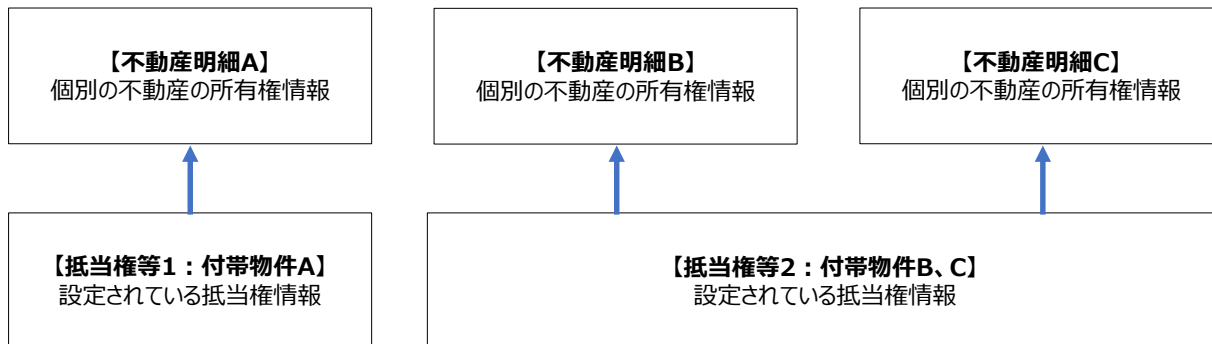 【不動産明細A】
個別の不動産の所有権情報
【不動産明細B】
個別の不動産の所有権情報
【不動産明細C】
個別の不動産の所有権情報
【抵当権等1：付帯物件A】
設定されている抵当権情報
【抵当権等2：付帯物件B、C】
設定されている抵当権情報